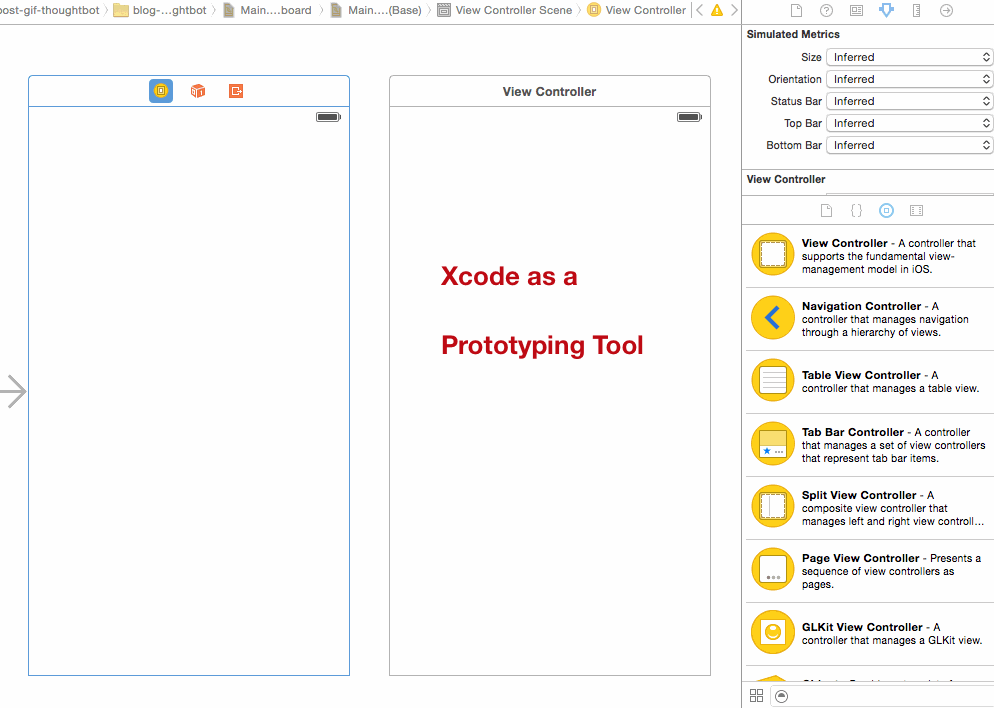 post-gif-thoughtbot
blog-...ghtbot
Main....board
Main....(Base)
View Controller Scene
View Controller
View Controller
Xcode as a
Prototyping Tool
Simulated Metrics
Size Inferred
Orientation Inferred
Status Bar Inferred
Top Bar Inferred
Bottom Bar Inferred
View Controller
View Controller - A controller that
supports the fundamental view-
management model in iOS.
Navigation Controller - A
controller that manages navigation
through a hierarchy of views.
Table View Controller - A
controller that manages a table view.
Tab Bar Controller - A controller
that manages a set of view controllers
that represent tab bar items.
Split View Controller - A
composite view controller that
manages left and right view controll...
Page View Controller - Presents a
sequence of view controllers as
pages.
GLKit View Controller - A
controller that manages a GLKit view.